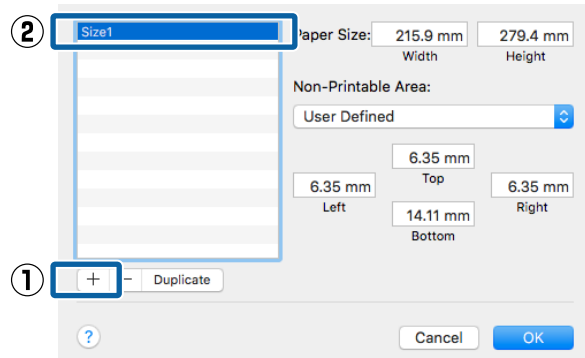 ② Size1
Paper Size: 215.9 mm 279.4 mm
Width Height
Non-Printable Area:
User Defined
6.35 mm
Top
6.35 mm 6.35 mm
Left Right
14.11 mm
Bottom
① + - Duplicate
? Cancel OK